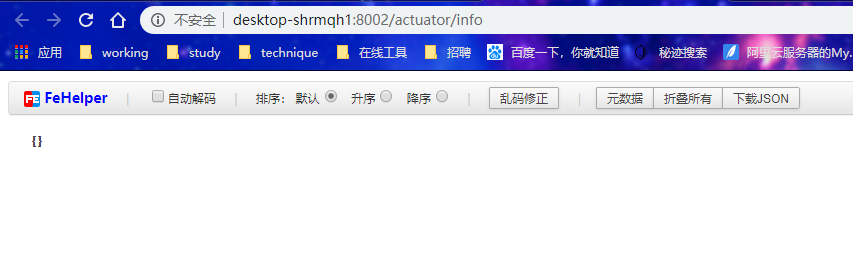 不安全 | desktop-shrmqh1:8002/actuator/info
应用 working study technique 在线工具 招聘 百度一下，你就知道 秘迹搜索 阿里云服务器的My.
FE FeHelper | 自动解码 | 排序： 默认 升序 降序 | 乱码修正 | 元数据 折叠所有 下载JSON
{}